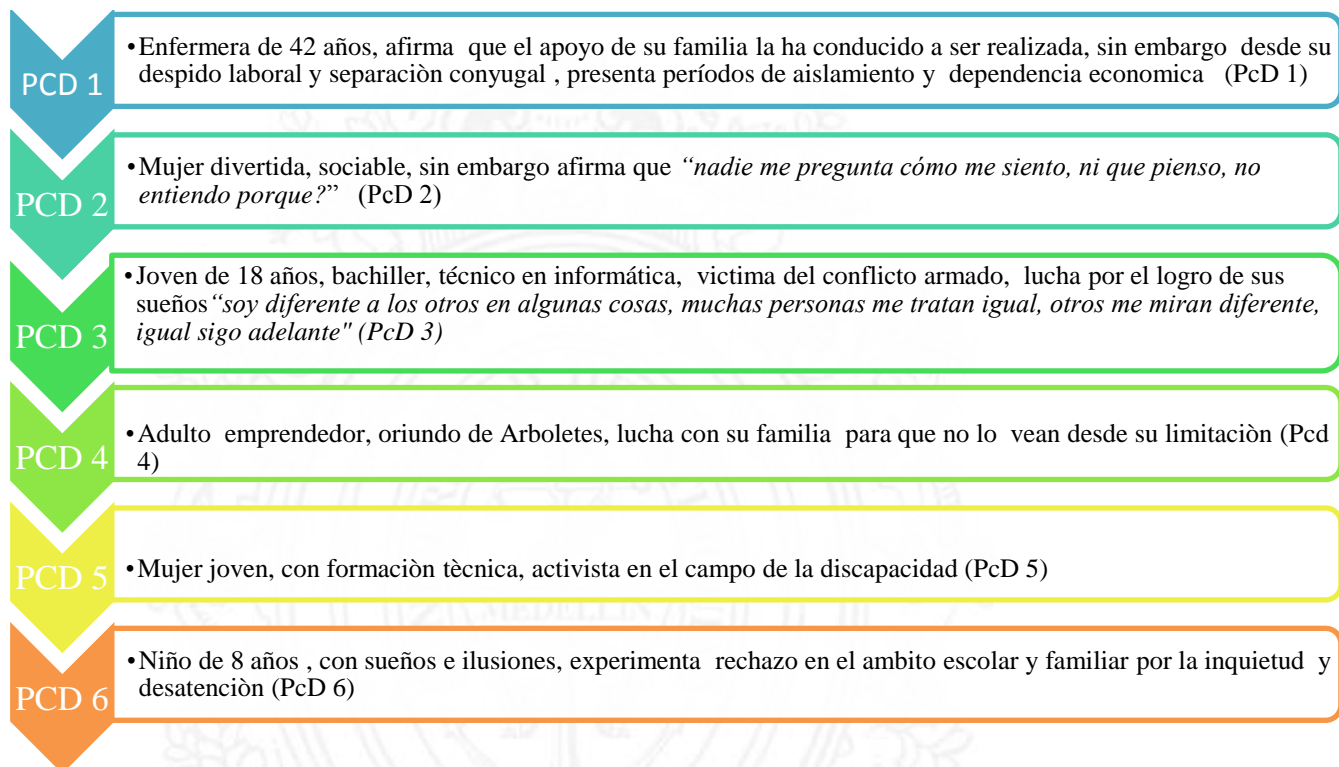 PCD 1
•Enfermera de 42 años, afirma que el apoyo de su familia la ha conducido a ser realizada, sin embargo desde su
despido laboral y separaciòn conyugal , presenta períodos de aislamiento y dependencia economica (PcD 1)
PCD 2
•Mujer divertida, sociable, sin embargo afirma que “nadie me pregunta cómo me siento, ni que pienso, no
entiendo porque?” (PcD 2)
PCD 3
•Joven de 18 años, bachiller, técnico en informática, victima del conflicto armado, lucha por el logro de sus
sueños“soy diferente a los otros en algunas cosas, muchas personas me tratan igual, otros me miran diferente,
igual sigo adelante" (PcD 3)
PCD 4
•Adulto emprendedor, oriundo de Arboletes, lucha con su familia para que no lo vean desde su limitaciòn (Pcd
4)
PCD 5
•Mujer joven, con formaciòn tècnica, activista en el campo de la discapacidad (PcD 5)
MEDELLIN
PCD 6
•Niño de 8 años , con sueños e ilusiones, experimenta rechazo en el ambito escolar y familiar por la inquietud y
desatenciòn (PcD 6)